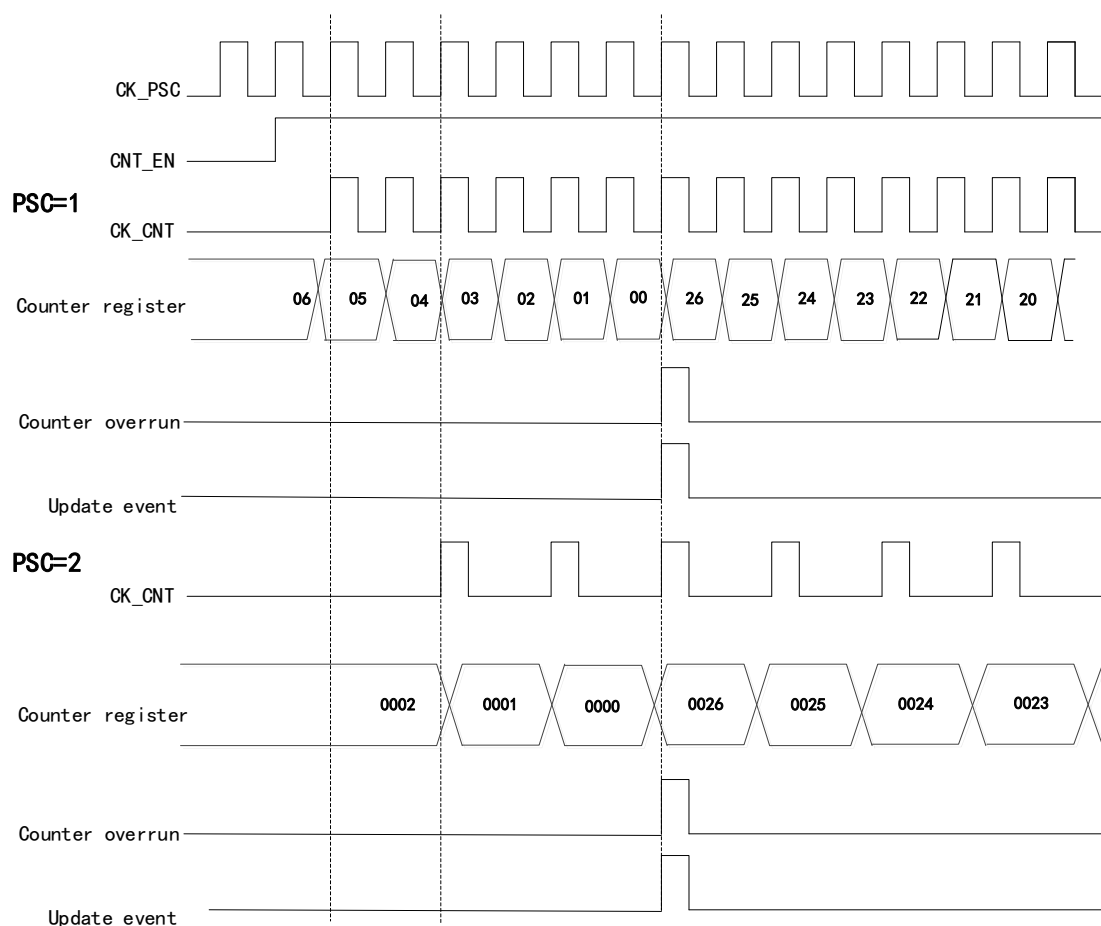 CK_PSC
CNT_EN
PSC=1
CK_CNT
Counter register 06 05 04 03 02 01 00 26 25 24 23 22 21 20
Counter overrun
Update event
PSC=2
CK_CNT
Counter register 0002 0001 0000 0026 0025 0024 0023
Counter overrun
Update event